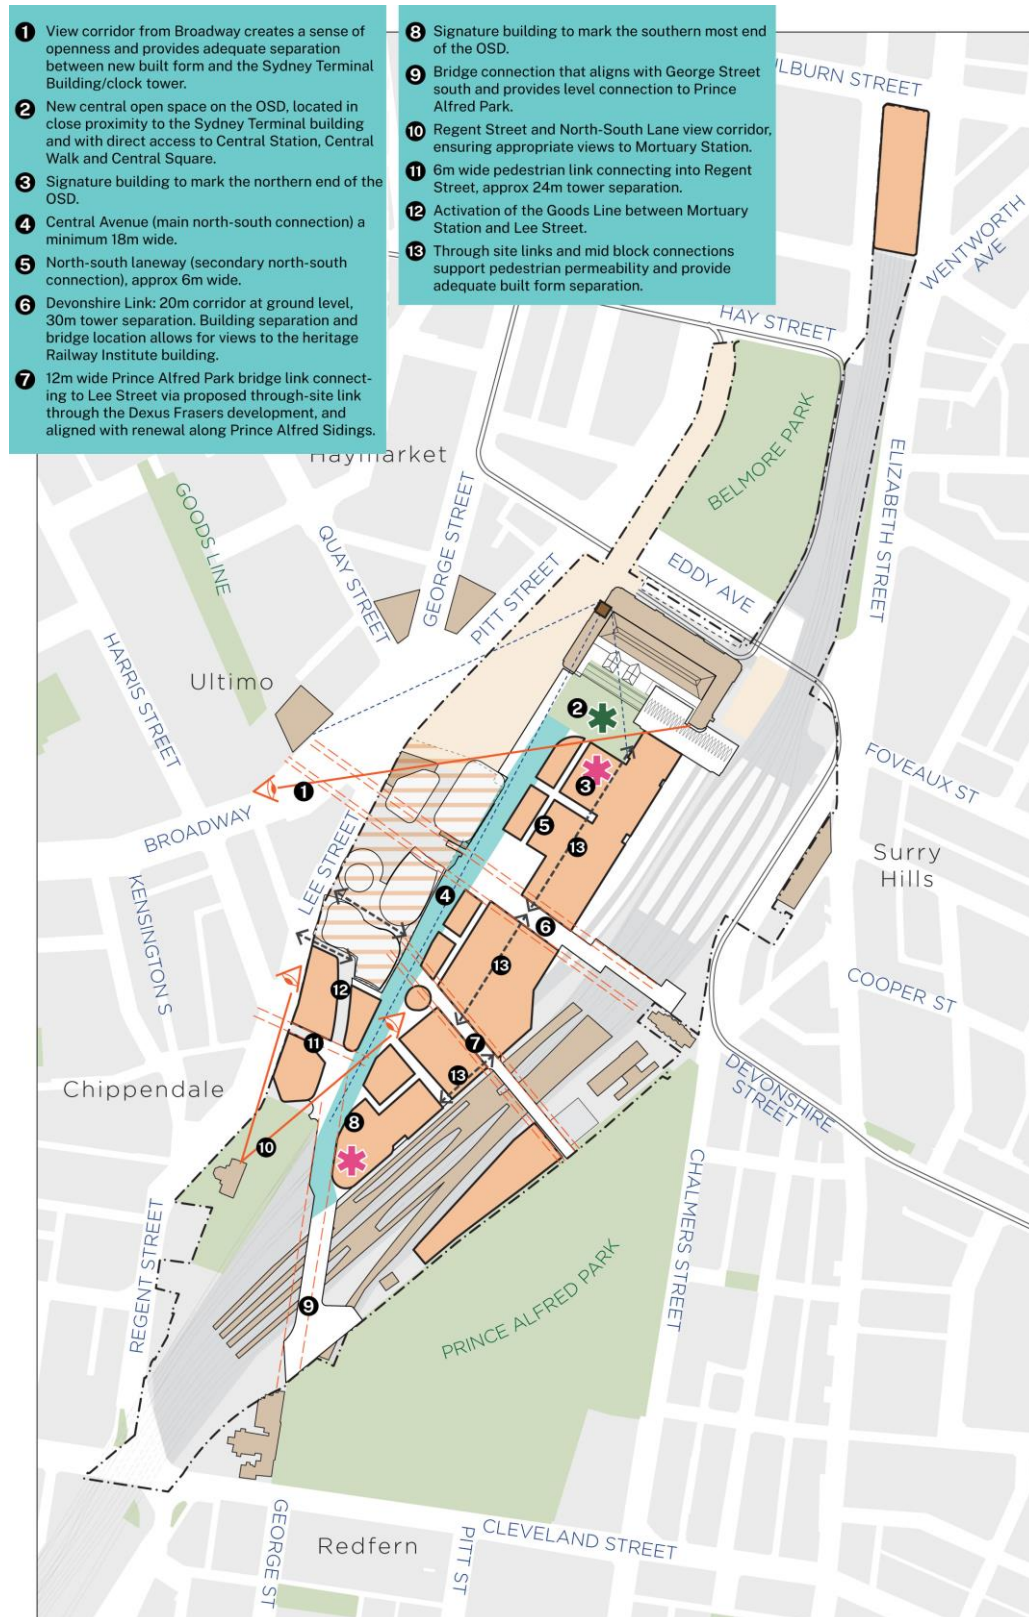 1 View corridor from Broadway creates a sense of
openness and provides adequate separation
between new built form and the Sydney Terminal
Building/clock tower.
2 New central open space on the OSD, located in
close proximity to the Sydney Terminal building
and with direct access to Central Station, Central
Walk and Central Square.
3 Signature building to mark the northern end of the
OSD.
4 Central Avenue (main north-south connection) a
minimum 18m wide.
5 North-south laneway (secondary north-south
connection), approx 6m wide.
6 Devonshire Link: 20m corridor at ground level,
30m tower separation. Building separation and
bridge location allows for views to the heritage
Railway Institute building.
7 12m wide Prince Alfred Park bridge link connect-
ing to Lee Street via proposed through-site link
through the Dexus Frasers development, and
aligned with renewal along Prince Alfred Sidings.
8 Signature building to mark the southern most end
of the OSD.
9 Bridge connection that aligns with George Street
south and provides level connection to Prince
Alfred Park.
10 Regent Street and North-South Lane view corridor,
ensuring appropriate views to Mortuary Station.
11 6m wide pedestrian link connecting into Regent
Street, approx 24m tower separation.
12 Activation of the Goods Line between Mortuary
Station and Lee Street.
13 Through site links and mid block connections
support pedestrian permeability and provide
adequate built form separation.
LBURN STREET
WENTWORTH
AVE
HAY STREET
BELMORE PARK
ELIZABETH STREET
Haymarket
GOODS LINE
QUAY STREET
GEORGE STREET
PITT STREET
EDDY AVE
HARRIS STREET
Ultimo
2
3
1
BROADWAY
FOVEAUX ST
5
13
Surry
Hills
LEE STREET
KENSINGTON S
4
6
13
COOPER ST
12
11
7
13
Chippendale
DEVONSHIRE
STREET
8
10
CHALMERS STREET
REGENT STREET
9
PRINCE ALFRED PARK
GEORGE ST
Redfern
PITT ST
CLEVELAND STREET